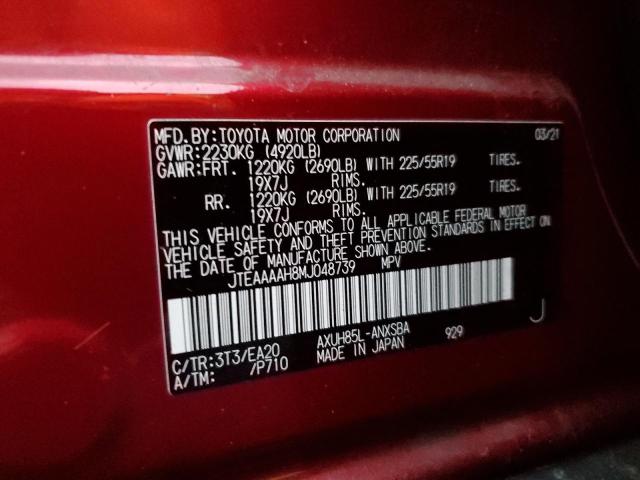 MFD.BY:TOYOTA MOTOR CORPORATION 03/21
GVWR:2230KG (4920LB)
GAWR:FRT. 1220KG (2690LB) WITH 225/55R19 TIRES.
19X7J RIMS.
RR. 1220KG (2690LB) WITH 225/55R19 TIRES.
19X7J RIMS.
THIS VEHICLE CONFORMS TO ALL APPLICABLE FEDERAL MOTOR
VEHICLE SAFETY AND THEFT PREVENTION STANDARDS IN EFFECT ON
THE DATE OF MANUFACTURE SHOWN ABOVE.
JTEAAAAH8MJ048739 MPV
J
C/TR:3T3/EA20 AXUH85L-ANXSBA 929
A/TM: /P710 MADE IN JAPAN